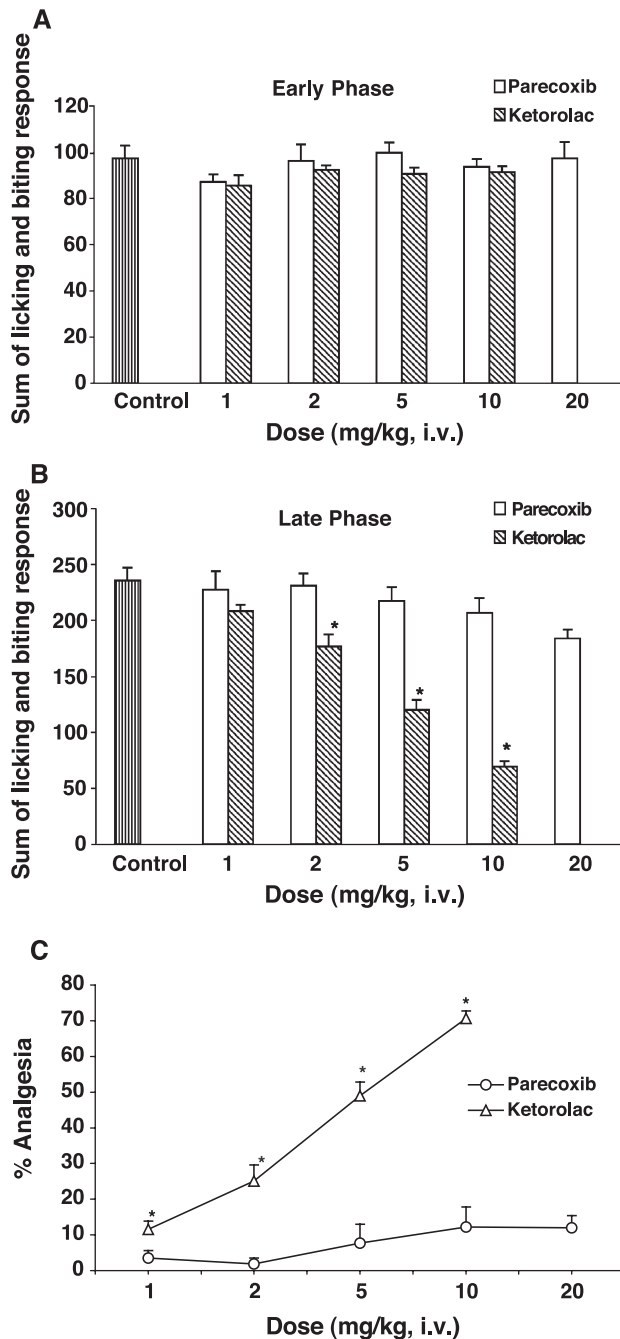 A
Early Phase
Parecoxib
Ketorolac
Sum of licking and biting response
120
100
80
60
40
20
0
Control 1 2 5 10 20
Dose (mg/kg, i.v.)
B
Late Phase
Parecoxib
Ketorolac
Sum of licking and biting response
300
250
200
150
100
50
0
* * *
Control 1 2 5 10 20
Dose (mg/kg, i.v.)
C
% Analgesia
80
70
60
50
40
30
20
10
0
* * * *
Parecoxib
Ketorolac
1 2 5 10 20
Dose (mg/kg, i.v.)